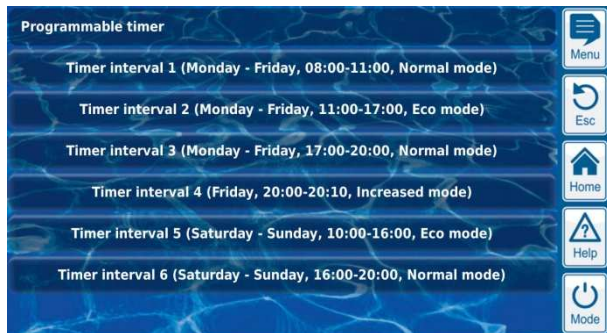 Programmable timer
Timer interval 1 (Monday - Friday, 08:00-11:00, Normal mode)
Timer interval 2 (Monday - Friday, 11:00-17:00, Eco mode)
Timer interval 3 (Monday - Friday, 17:00-20:00, Normal mode)
Timer interval 4 (Friday, 20:00-20:10, Increased mode)
Timer interval 5 (Saturday - Sunday, 10:00-16:00, Eco mode)
Timer interval 6 (Saturday - Sunday, 16:00-20:00, Normal mode)
Menu
Esc
Home
?
Help
Mode